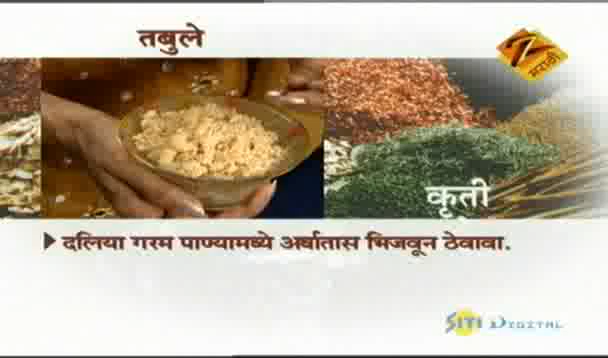 तबुले
मराठी
कृती
दलिया गरम पाण्यामध्ये अर्धातास भिजवून ठेवावा.
SITI DIGITAL